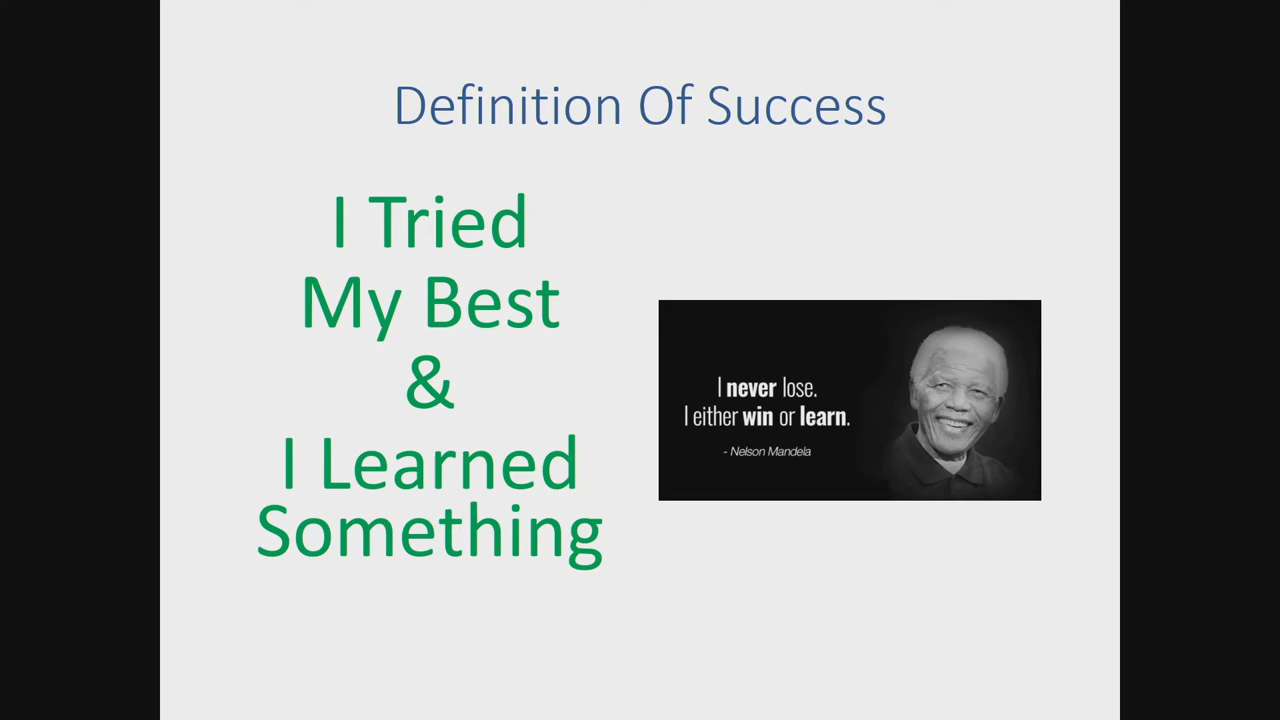 Definition Of Success
I Tried
My Best
&
I Learned
Something
I never lose.
I either win or learn.
- Nelson Mandela